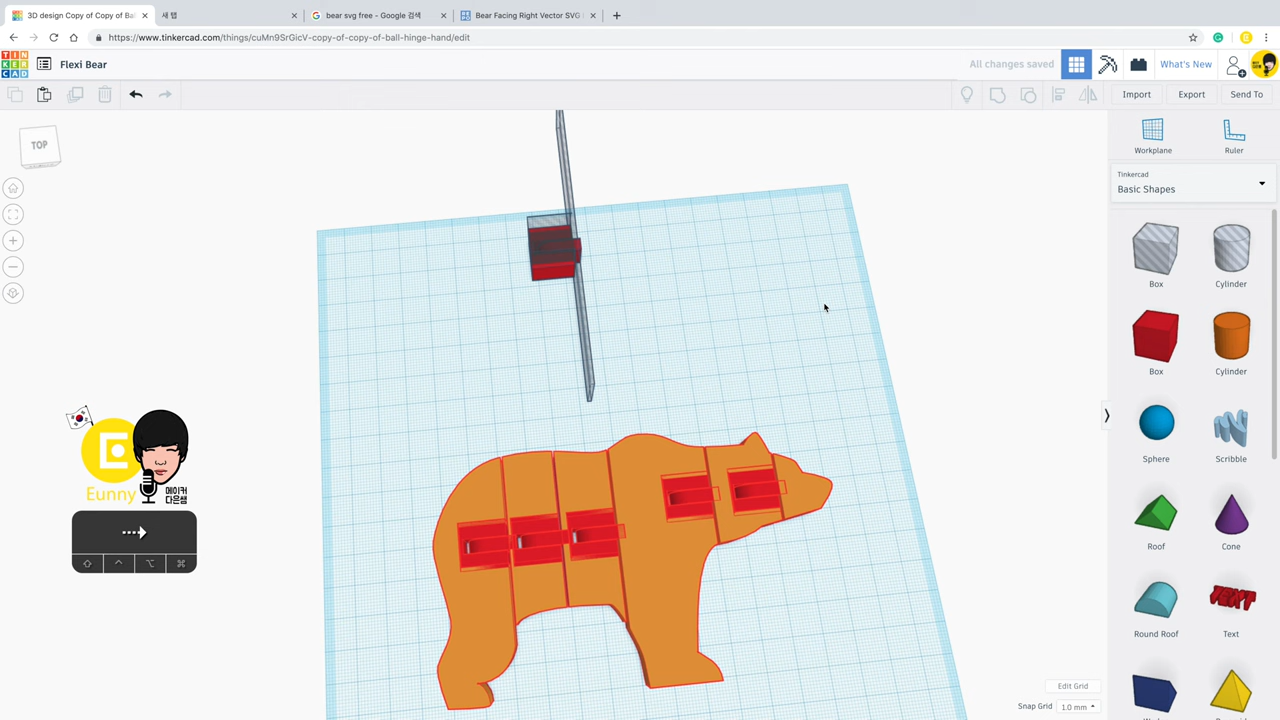 3D design Copy of Copy of Bal
새 탭
bear svg free - Google 검색
Bear Facing Right Vector SVG
https://www.tinkercad.com/things/cuMn9SrGicV-copy-of-copy-of-ball-hinge-hand/edit
TIN
KER
CAD
Flexi Bear
All changes saved
What's New
Import
Export
Send To
TOP
Workplane
Ruler
Tinkercad
Basic Shapes
Box
Cylinder
Box
Cylinder
Sphere
Scribble
Roof
Cone
Round Roof
TEXT
Text
Edit Grid
Snap Grid
1.0 mm
E
Eunny
메이커
다은쌤